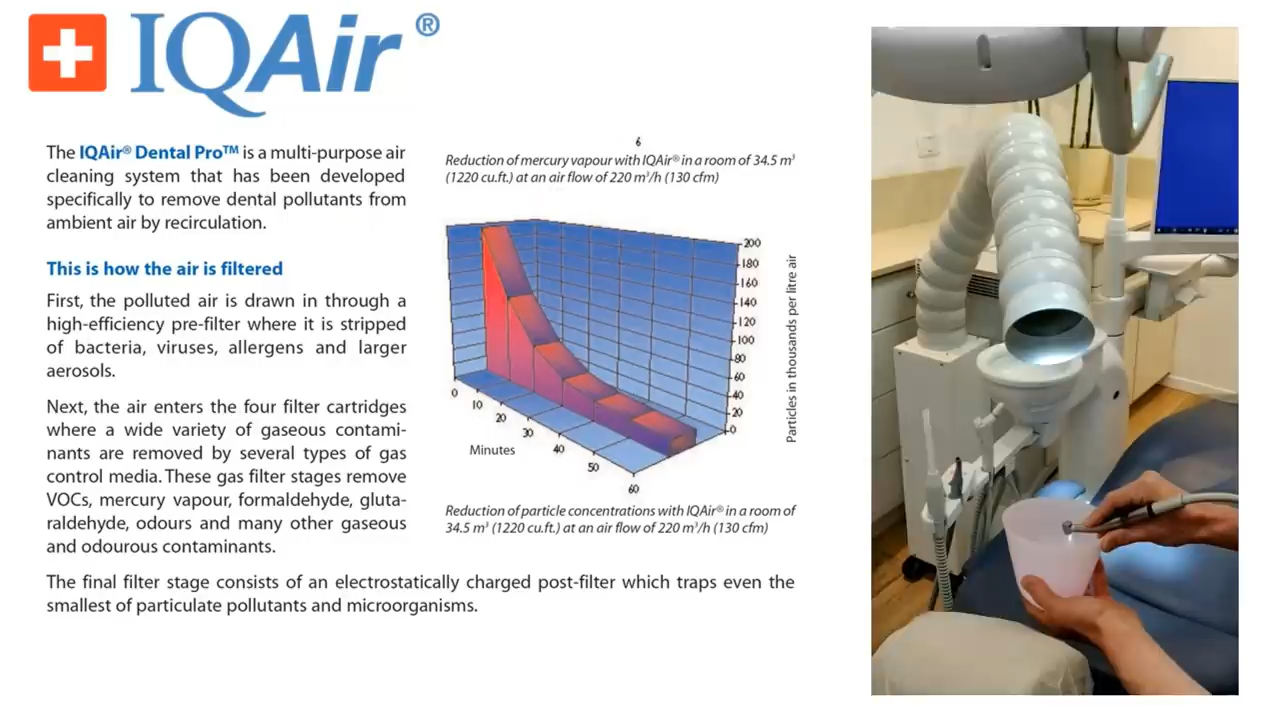 IQAir®
The IQAir® Dental Pro™ is a multi-purpose air
cleaning system that has been developed
specifically to remove dental pollutants from
ambient air by recirculation.
This is how the air is filtered
First, the polluted air is drawn in through a
high-efficiency pre-filter where it is stripped
of bacteria, viruses, allergens and larger
aerosols.
Next, the air enters the four filter cartridges
where a wide variety of gaseous contami-
nants are removed by several types of gas
control media. These gas filter stages remove
VOCs, mercury vapour, formaldehyde, gluta-
raldehyde, odours and many other gaseous
and odourous contaminants.
The final filter stage consists of an electrostatically charged post-filter which traps even the
smallest of particulate pollutants and microorganisms.
6
Reduction of mercury vapour with IQAir® in a room of 34.5 m³
(1220 cu.ft.) at an air flow of 220 m³/h (130 cfm)
200
180
160
140
120
100
80
60
40
20
0
Particles in thousands per litre air
0
10
20
30
40
50
60
Minutes
Reduction of particle concentrations with IQAir® in a room of
34.5 m³ (1220 cu.ft.) at an air flow of 220 m³/h (130 cfm)